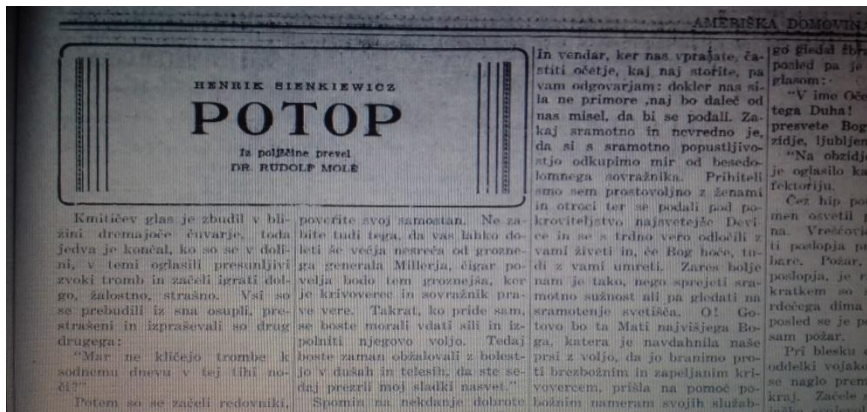 AMERIŠKA DOMOVI
HENRIK SIENKIEWICZ
POTOP
Iz poljščine prevel
DR. RUDOLF MOLE
Kmitičev glas je zbudil v bli-
zini dremajoče čuvarje, toda
jedva je končal, ko so se v doli-
ni, v temi oglasili presunljivi
zvoki tromb in začeli igrati dol-
go, žalostno, strašno. Vsi so
se prebudili iz sna osupli, pre-
strašeni in izpraševali so drug
drugega:
"Mar ne kličejo trombe k
sodnemu dnevu v tej tihi no-
či?"
Potem so se začeli redovniki,
poverite svoj samostan. Ne za-
bite tudi tega, da vas lahko do-
leti še večja nesreča od grozne-
ga generala Millerja, čigar po-
velja bodo tem groznejša, ker
je krivoverec in sovražnik pra-
ve vere. Takrat, ko pride sam,
se boste morali vdati sili in iz-
polniti njegovo voljo. Tedaj
boste zaman obžalovali z bolest-
jo v dušah in telesih, da ste se-
daj prezrli moj sladki nasvet."
Spomin na nekdanje dobrote
in vendar, ker nas vprašate, ča-
stiti očetje, kaj naj storite, pa
vam odgovarjam: dokler nas si-
la ne primore ,naj bo daleč od
nas misel, da bi se podali. Za-
kaj sramotno in nevredno je,
da si s sramotno popustljivo-
stjo odkupimo mir od besedo-
lomnega sovražnika. Prihiteli
smo sem prostovoljno z ženami
in otroci ter se podali pod po-
kroviteljstvo najsvetejše Devi-
ce in se s trdno vero odločili z
vami živeti in, če Bog hoče, tu-
di z vami umreti. Zares bolje
nam je tako, nego sprejeti sra-
motno sužnost ali pa gledati na
sramotenje svetišča. O! Go-
tovo bo ta Mati najvišjega Bo-
ga, katera je navdahnila naše
prsi z voljo, da jo branimo pro-
ti brezbožnim in zapeljanim kri-
vovercem, prišla na pomoč po-
božnim nameram svojih služab-
go gledal
posled pa je
glasom:
"V ime Oče
tega Duha!
presvete Bog
zidje, ljubljen
"Na obzidj
je oglasilo ka
fektoriju.
Čez hip po
men osvetil
na. Vreščovi
ti poslopja p
bare, Požar,
poslopja, je
kratkem so
rdečega dima
posled se je p
sam požar.
Pri blesku
oddelki vojako
se naglo prem
kraj. Začele